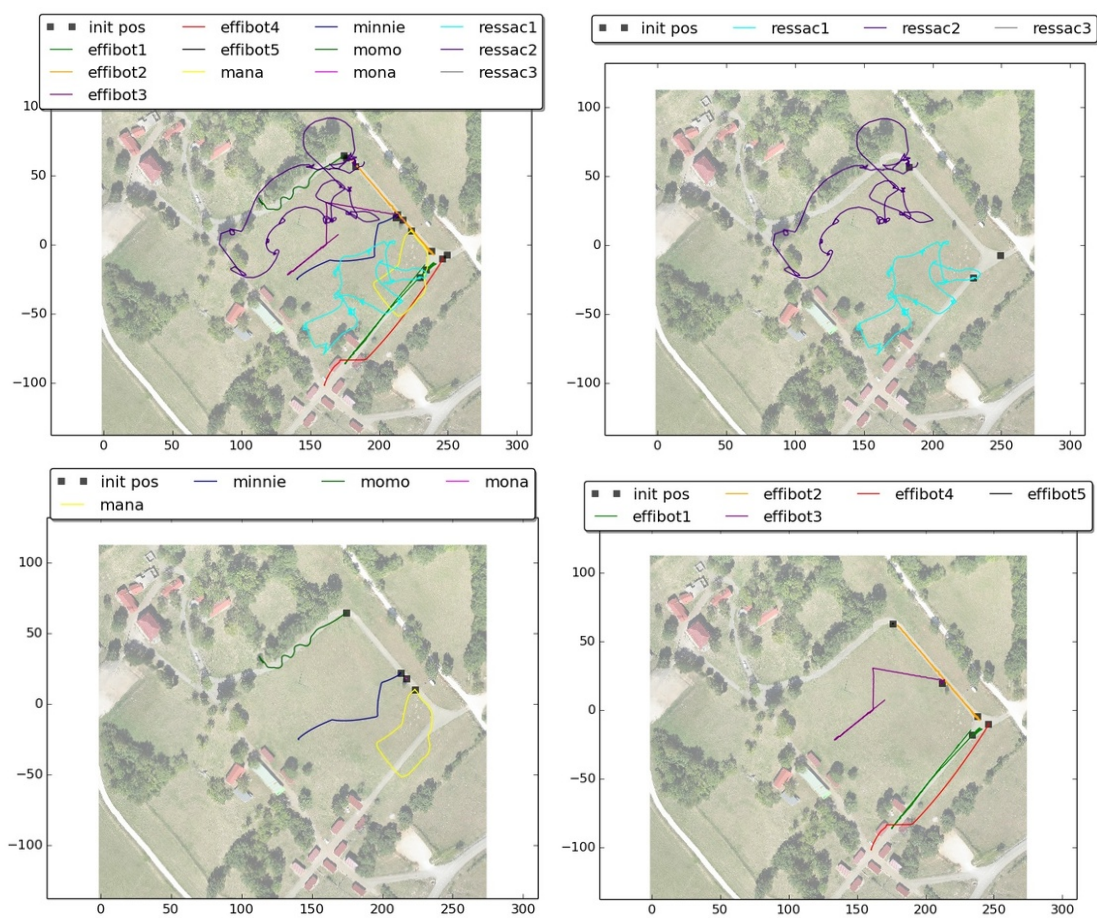 init pos effibot4 minnie ressac1
effibot1 effibot5 momo ressac2
effibot2 mana mona ressac3
effibot3
10
50
0
−50
−100
0 50 100 150 200 250 300
init pos ressac1 ressac2 ressac3
100
50
0
−50
−100
0 50 100 150 200 250 300
init pos minnie momo mona
mana
100
50
0
−50
−100
0 50 100 150 200 250 300
init pos effibot2 effibot4 effibot5
effibot1 effibot3
100
50
0
−50
−100
0 50 100 150 200 250 300